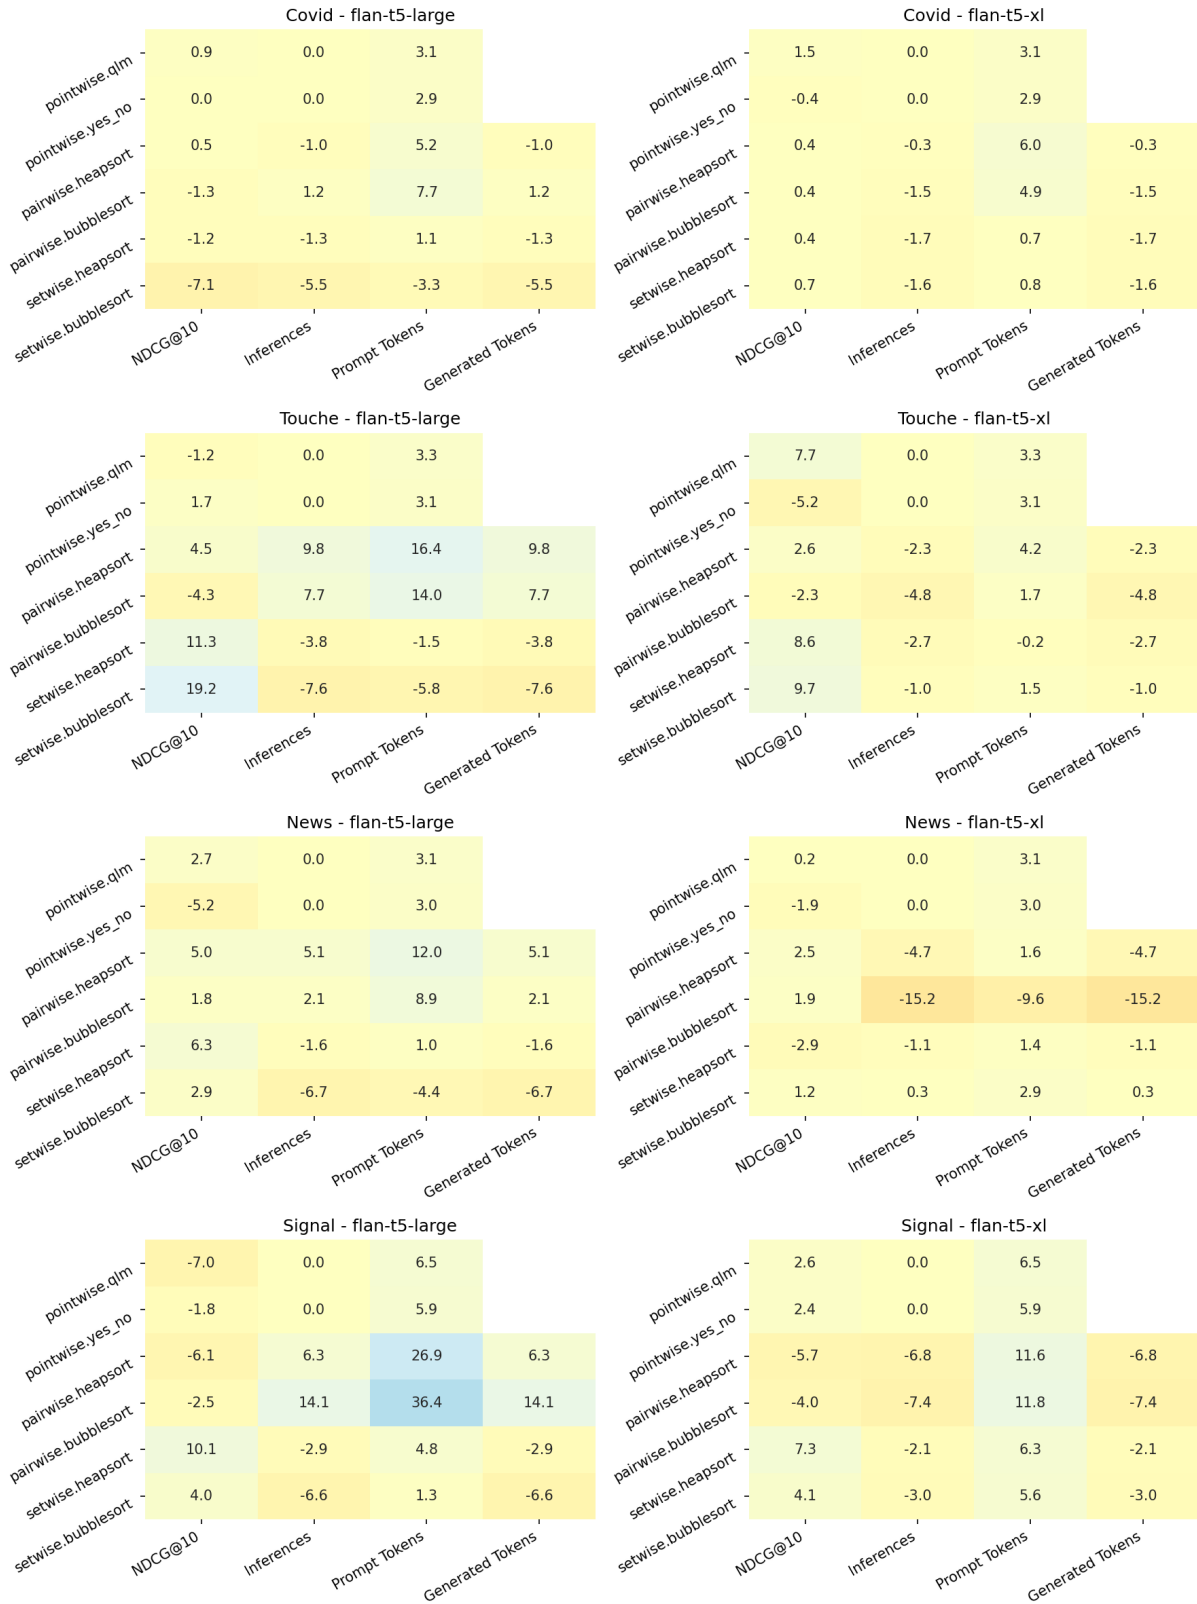 Covid - flan-t5-large
pointwise.qlm 0.9 0.0 3.1
pointwise.yes_no 0.0 0.0 2.9
pairwise.heapsort 0.5 -1.0 5.2 -1.0
pairwise.bubblesort -1.3 1.2 7.7 1.2
setwise.heapsort -1.2 -1.3 1.1 -1.3
setwise.bubblesort -7.1 -5.5 -3.3 -5.5
NDCG@10 Inferences Prompt Tokens Generated Tokens
Covid - flan-t5-xl
pointwise.qlm 1.5 0.0 3.1
pointwise.yes_no -0.4 0.0 2.9
pairwise.heapsort 0.4 -0.3 6.0 -0.3
pairwise.bubblesort 0.4 -1.5 4.9 -1.5
setwise.heapsort 0.4 -1.7 0.7 -1.7
setwise.bubblesort 0.7 -1.6 0.8 -1.6
NDCG@10 Inferences Prompt Tokens Generated Tokens
Touche - flan-t5-large
pointwise.qlm -1.2 0.0 3.3
pointwise.yes_no 1.7 0.0 3.1
pairwise.heapsort 4.5 9.8 16.4 9.8
pairwise.bubblesort -4.3 7.7 14.0 7.7
setwise.heapsort 11.3 -3.8 -1.5 -3.8
setwise.bubblesort 19.2 -7.6 -5.8 -7.6
NDCG@10 Inferences Prompt Tokens Generated Tokens
Touche - flan-t5-xl
pointwise.qlm 7.7 0.0 3.3
pointwise.yes_no -5.2 0.0 3.1
pairwise.heapsort 2.6 -2.3 4.2 -2.3
pairwise.bubblesort -2.3 -4.8 1.7 -4.8
setwise.heapsort 8.6 -2.7 -0.2 -2.7
setwise.bubblesort 9.7 -1.0 1.5 -1.0
NDCG@10 Inferences Prompt Tokens Generated Tokens
News - flan-t5-large
pointwise.qlm 2.7 0.0 3.1
pointwise.yes_no -5.2 0.0 3.0
pairwise.heapsort 5.0 5.1 12.0 5.1
pairwise.bubblesort 1.8 2.1 8.9 2.1
setwise.heapsort 6.3 -1.6 1.0 -1.6
setwise.bubblesort 2.9 -6.7 -4.4 -6.7
NDCG@10 Inferences Prompt Tokens Generated Tokens
News - flan-t5-xl
pointwise.qlm 0.2 0.0 3.1
pointwise.yes_no -1.9 0.0 3.0
pairwise.heapsort 2.5 -4.7 1.6 -4.7
pairwise.bubblesort 1.9 -15.2 -9.6 -15.2
setwise.heapsort -2.9 -1.1 1.4 -1.1
setwise.bubblesort 1.2 0.3 2.9 0.3
NDCG@10 Inferences Prompt Tokens Generated Tokens
Signal - flan-t5-large
pointwise.qlm -7.0 0.0 6.5
pointwise.yes_no -1.8 0.0 5.9
pairwise.heapsort -6.1 6.3 26.9 6.3
pairwise.bubblesort -2.5 14.1 36.4 14.1
setwise.heapsort 10.1 -2.9 4.8 -2.9
setwise.bubblesort 4.0 -6.6 1.3 -6.6
NDCG@10 Inferences Prompt Tokens Generated Tokens
Signal - flan-t5-xl
pointwise.qlm 2.6 0.0 6.5
pointwise.yes_no 2.4 0.0 5.9
pairwise.heapsort -5.7 -6.8 11.6 -6.8
pairwise.bubblesort -4.0 -7.4 11.8 -7.4
setwise.heapsort 7.3 -2.1 6.3 -2.1
setwise.bubblesort 4.1 -3.0 5.6 -3.0
NDCG@10 Inferences Prompt Tokens Generated Tokens